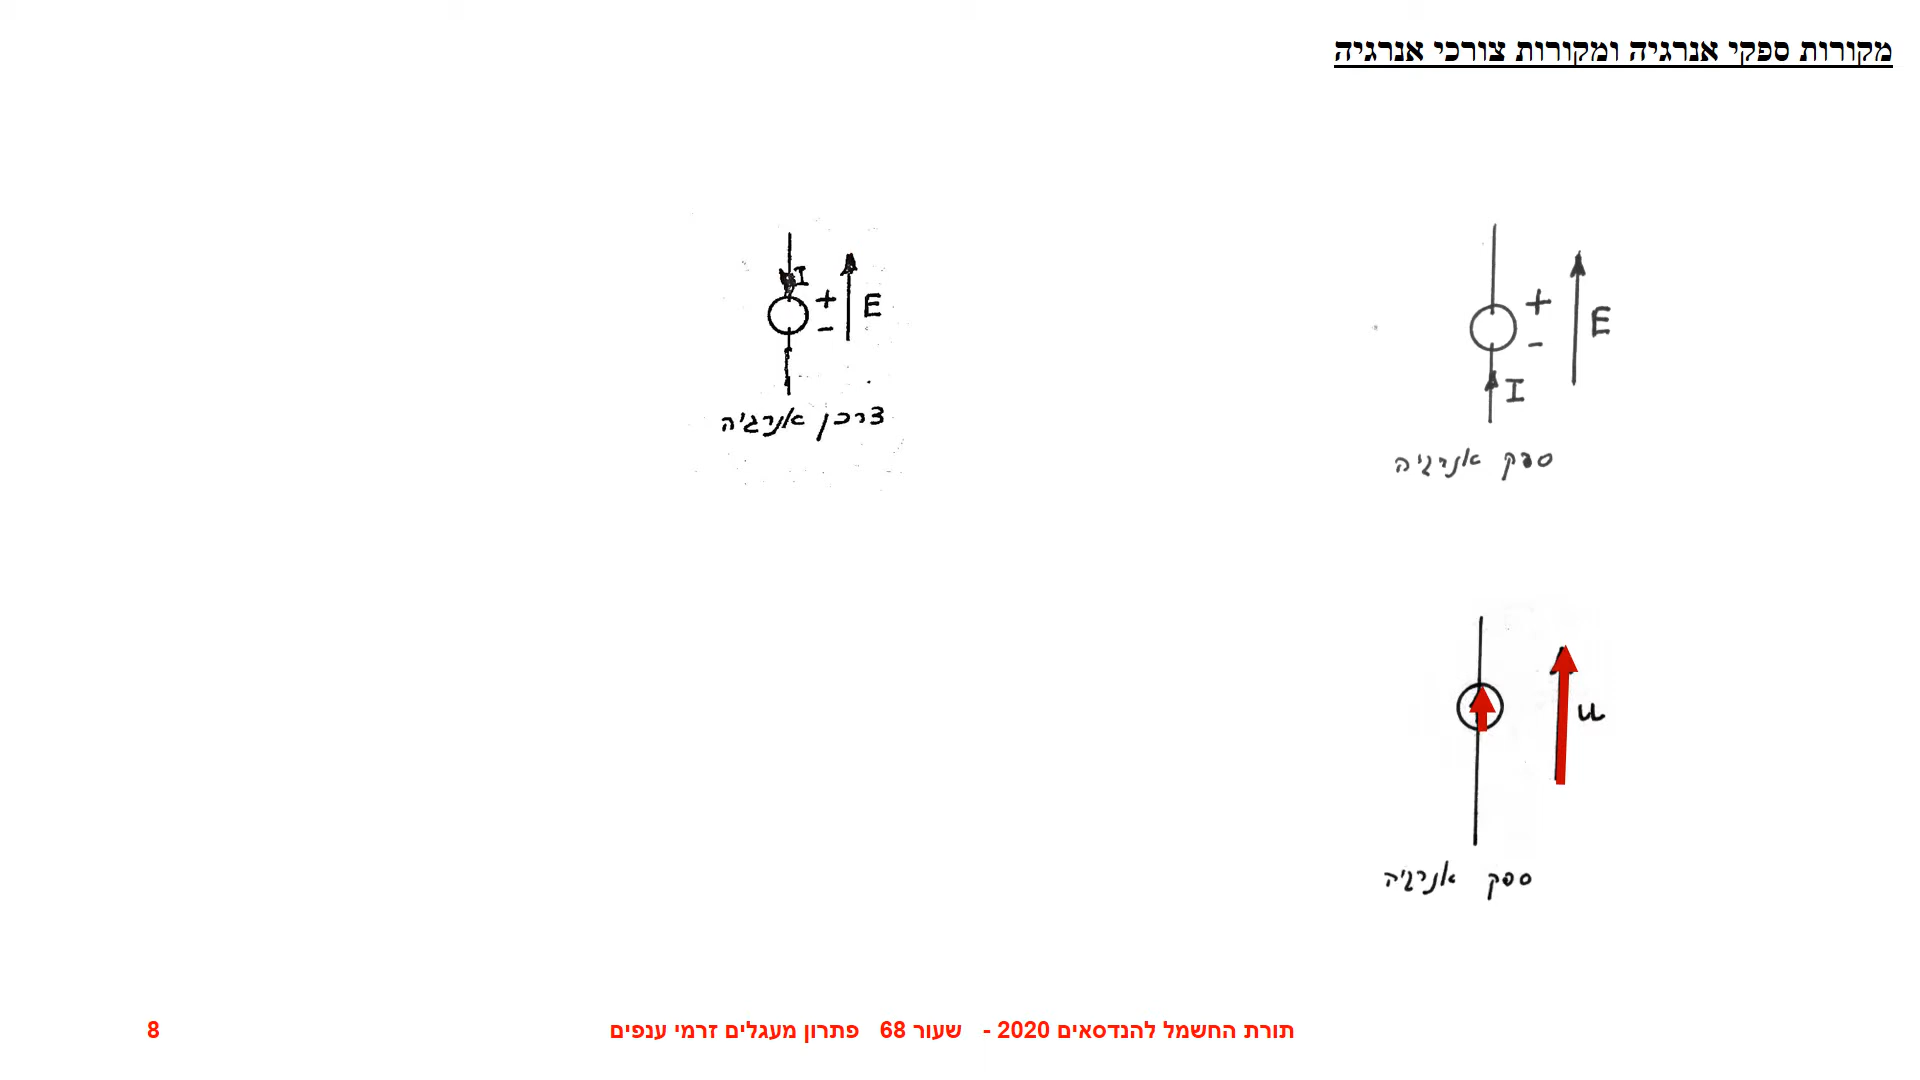 מקורות ספקי אנרגיה ומקורות צורכי אנרגיה
+
-
E
I
ספק אנרגיה
I
+
-
E
צרכן אנרגיה
u
ספק אנרגיה
תורת החשמל להנדסאים 2020 - שעור 68 פתרון מעגלים זרמי ענפים
8